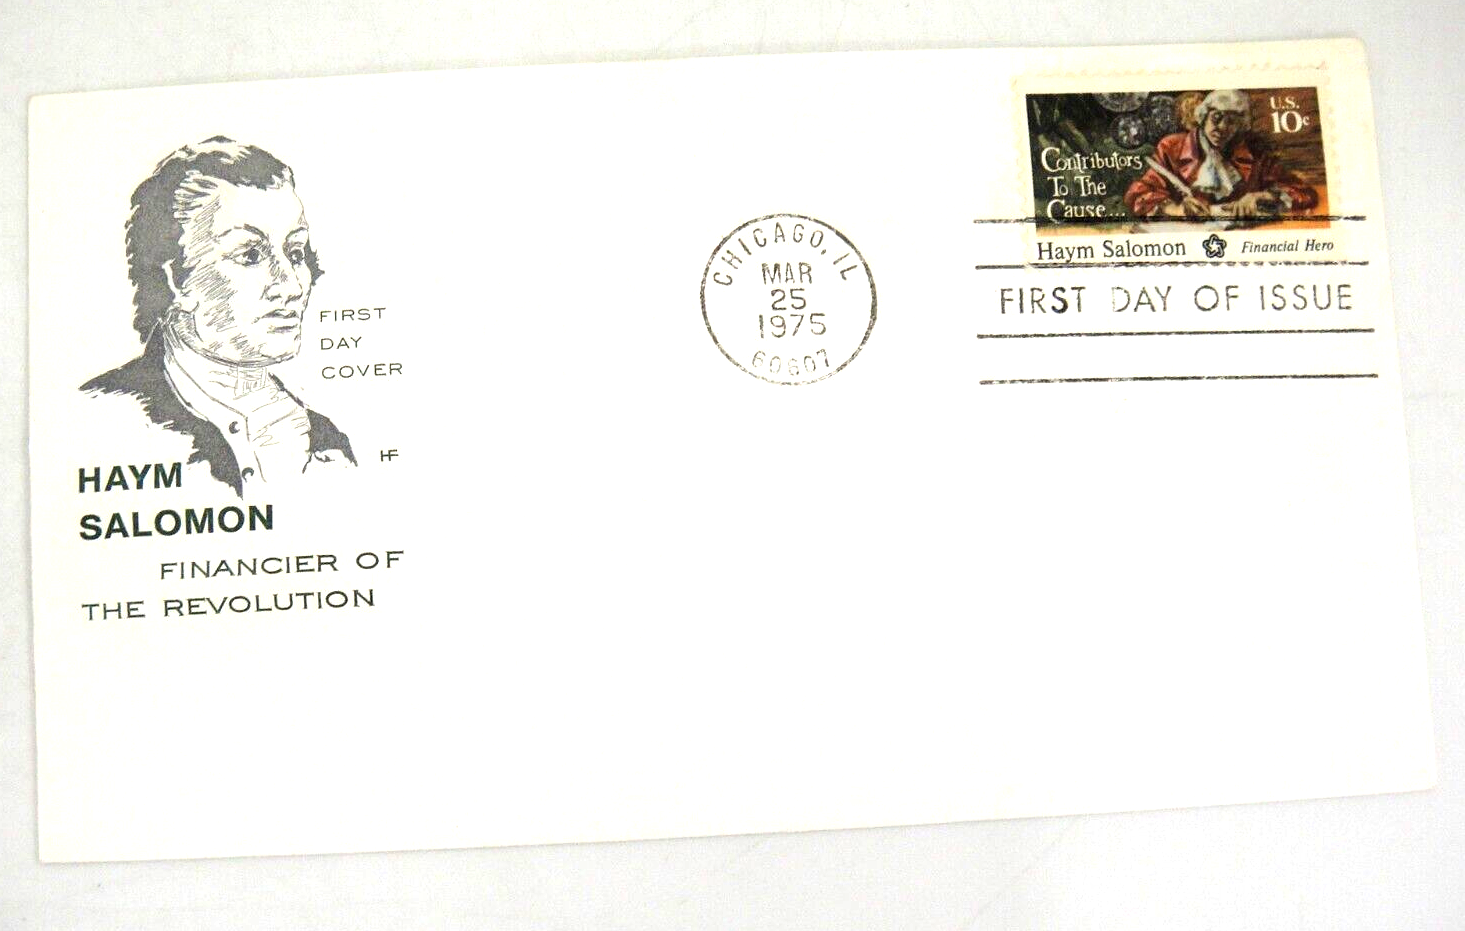 FIRST
DAY
COVER
HF
HAYM
SALOMON
FINANCIER OF
THE REVOLUTION
CHICAGO, IL
MAR
25
1975
60607
U.S.
10c
Contributors
To The
Cause...
Haym Salomon
Financial Hero
FIRST DAY OF ISSUE